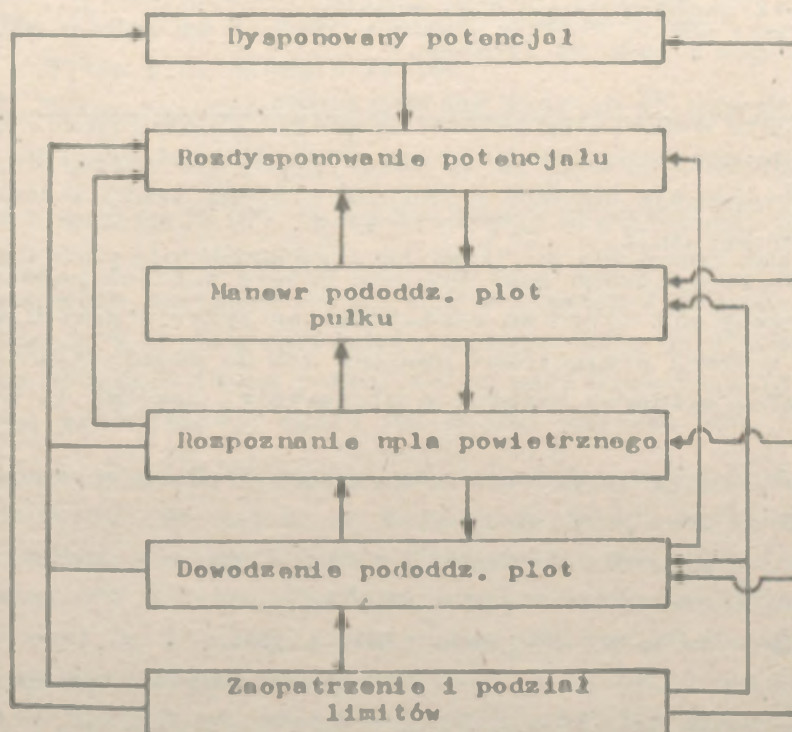 Dysponowany potencjał
Rozdysponowanie potencjału
Manewr pododdz. plot
pułku
Rozpoznanie npla powietrznego
Dowodzenie pododdz. plot
Zaopatrzenie i podział
limitów